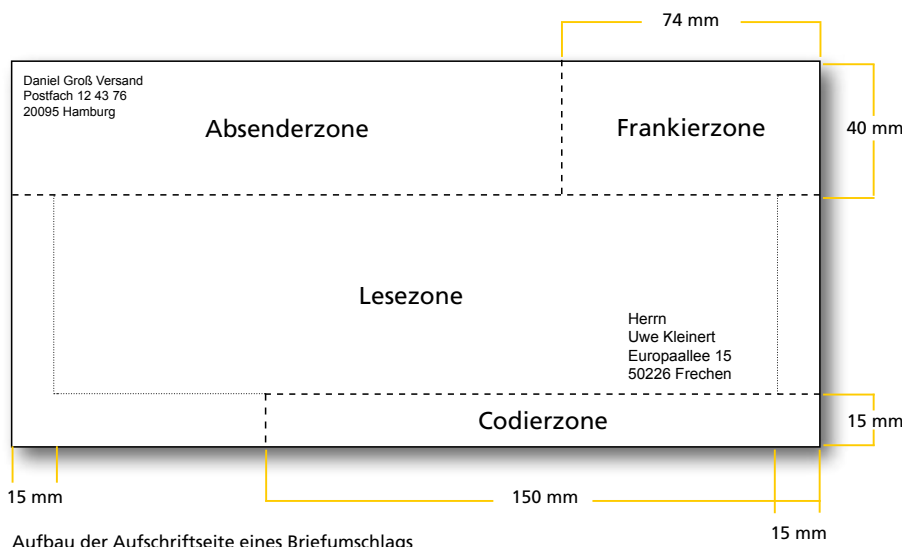 74 mm
Daniel Groß Versand
Postfach 12 43 76
20095 Hamburg
Absenderzone
Frankierzone
40 mm
Lesezone
Herrn
Uwe Kleinert
Europaallee 15
50226 Frechen
Codierzone
15 mm
15 mm
150 mm
15 mm
Aufbau der Aufschriftseite eines Briefumschlags